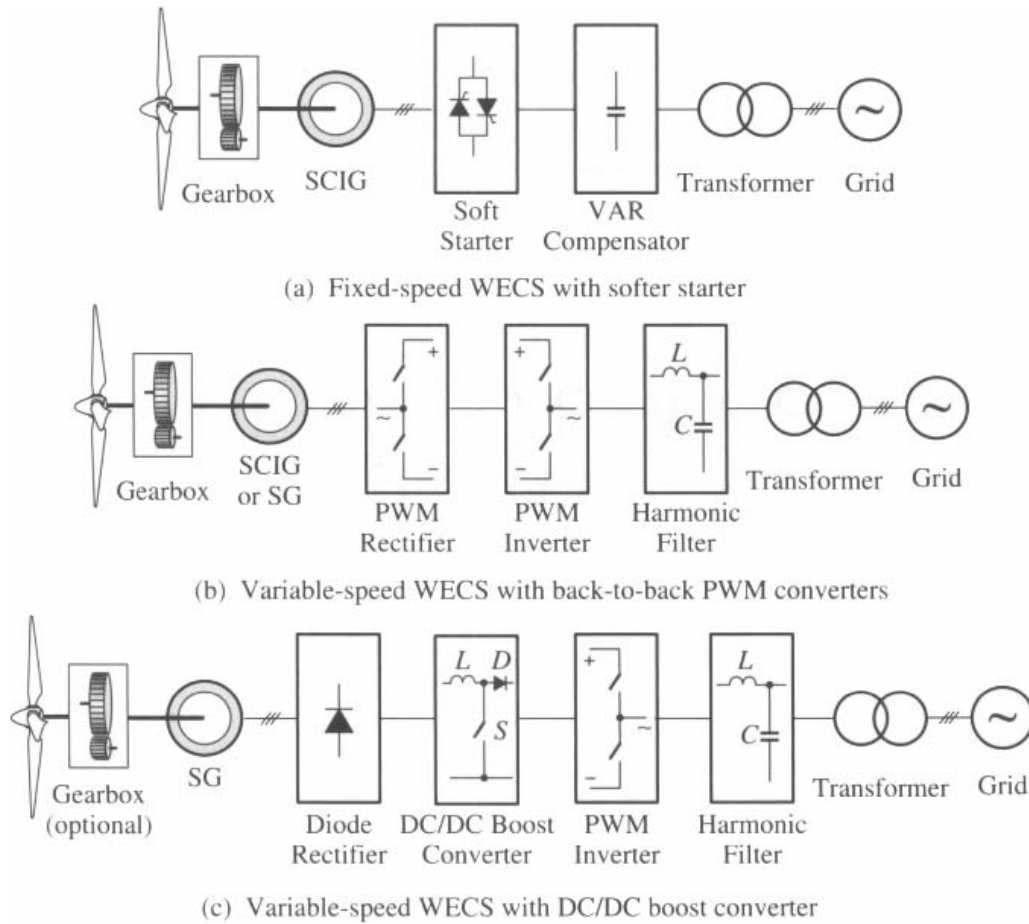 Gearbox
SCIG
Soft
Starter
VAR
Compensator
Transformer
~
Grid
(a) Fixed-speed WECS with softer starter
Gearbox
SCIG
or SG
+
~
−
PWM
Rectifier
+
~
−
PWM
Inverter
L
C
Harmonic
Filter
Transformer
~
Grid
(b) Variable-speed WECS with back-to-back PWM converters
Gearbox
(optional)
SG
Diode
Rectifier
L D
S
DC/DC Boost
Converter
+
~
−
PWM
Inverter
L
C
Harmonic
Filter
Transformer
~
Grid
(c) Variable-speed WECS with DC/DC boost converter